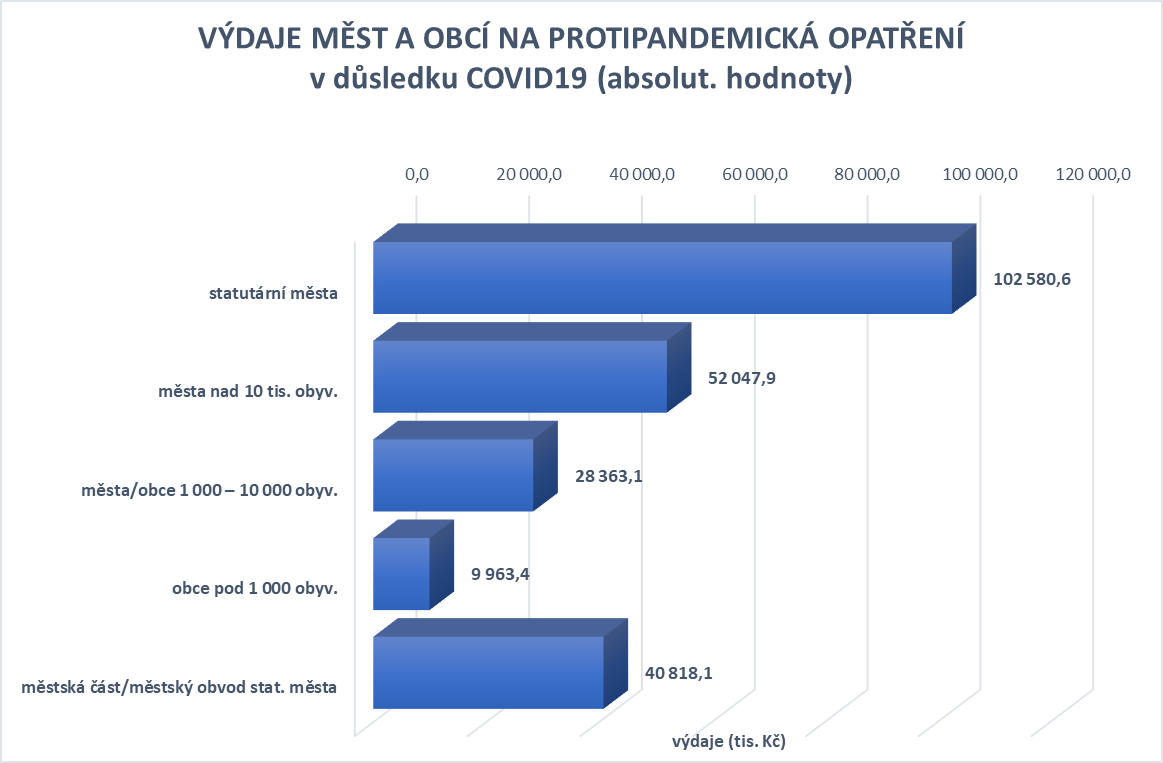 VÝDAJE MĚST A OBCÍ NA PROTIPANDEMICKÁ OPATŘENÍ
v důsledku COVID19 (absolut. hodnoty)
0,0 20 000,0 40 000,0 60 000,0 80 000,0 100 000,0 120 000,0
statutární města 102 580,6
města nad 10 tis. obyv. 52 047,9
města/obce 1 000 – 10 000 obyv. 28 363,1
obce pod 1 000 obyv. 9 963,4
městská část/městský obvod stat. města 40 818,1
výdaje (tis. Kč)